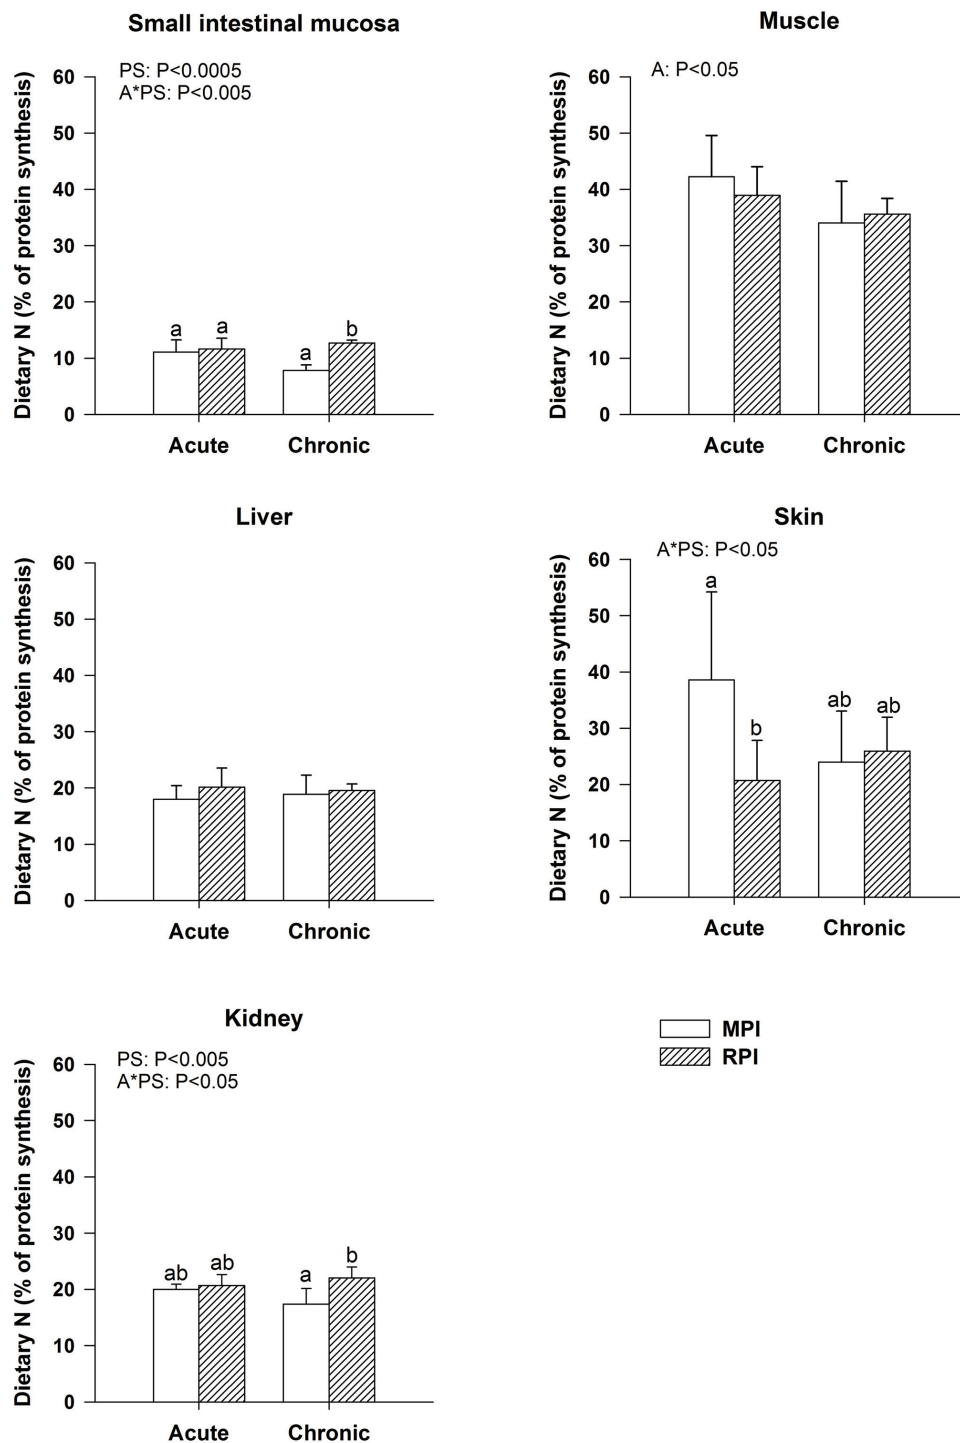 Small intestinal mucosa
PS: P<0.0005
A*PS: P<0.005
Dietary N (% of protein synthesis)
60
50
40
30
20
10
0
a
a
a
b
Acute
Chronic
Muscle
A: P<0.05
Dietary N (% of protein synthesis)
60
50
40
30
20
10
0
Acute
Chronic
Liver
Dietary N (% of protein synthesis)
60
50
40
30
20
10
0
Acute
Chronic
Skin
A*PS: P<0.05
Dietary N (% of protein synthesis)
60
50
40
30
20
10
0
a
b
ab
ab
Acute
Chronic
Kidney
PS: P<0.005
A*PS: P<0.05
Dietary N (% of protein synthesis)
60
50
40
30
20
10
0
ab
ab
a
b
Acute
Chronic
MPI
RPI